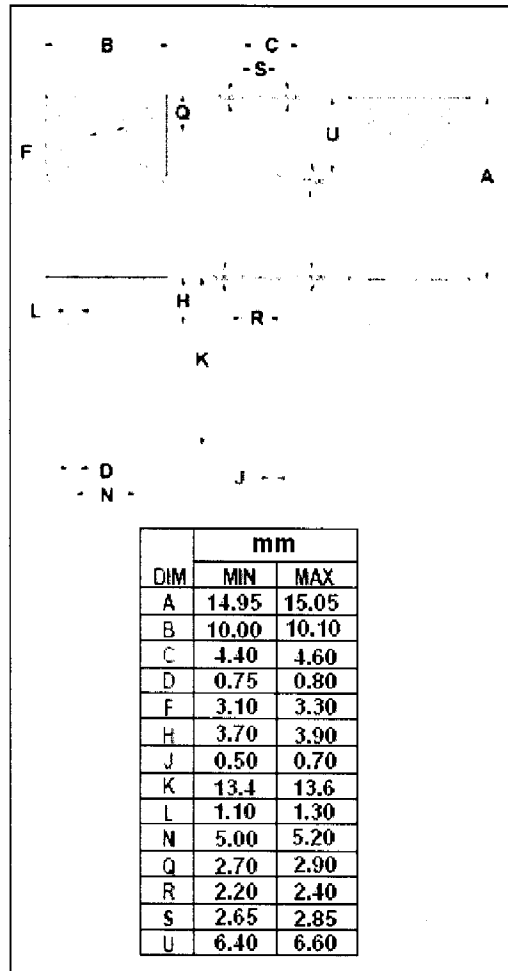 B C
S
Q
F U
A
H
L R
K
D
J
N
mm
DIM MIN MAX
A 14.95 15.05
B 10.00 10.10
C 4.40 4.60
D 0.75 0.80
F 3.10 3.30
H 3.70 3.90
J 0.50 0.70
K 13.4 13.6
L 1.10 1.30
N 5.00 5.20
Q 2.70 2.90
R 2.20 2.40
S 2.65 2.85
U 6.40 6.60